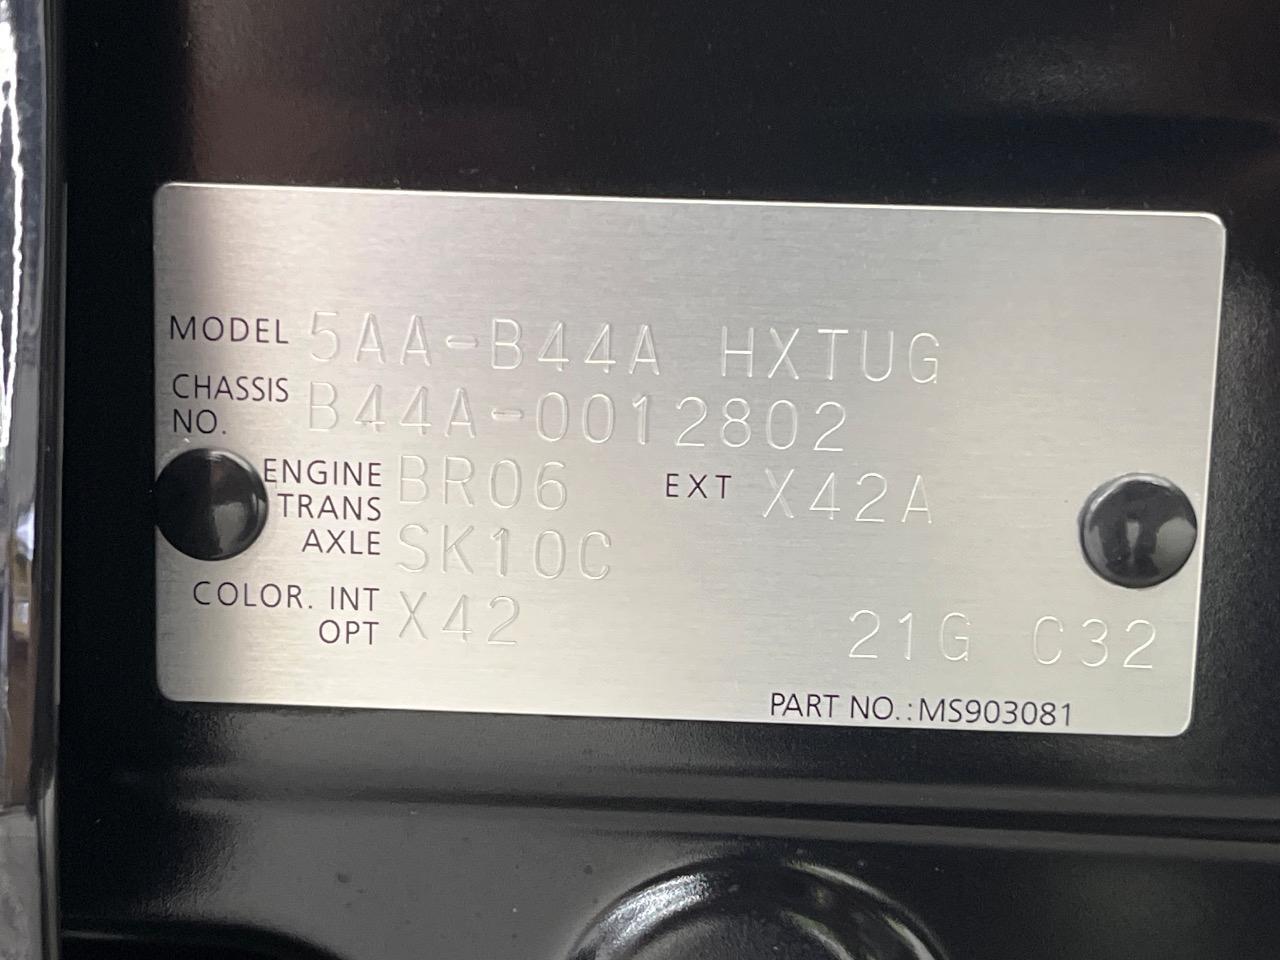 MODEL 5AA-B44A HXTUG
CHASSIS NO. B44A-0012802
ENGINE BR06 EXT X42A
TRANS AXLE SK10C
COLOR. INT OPT X42 21G C32
PART NO.:MS903081